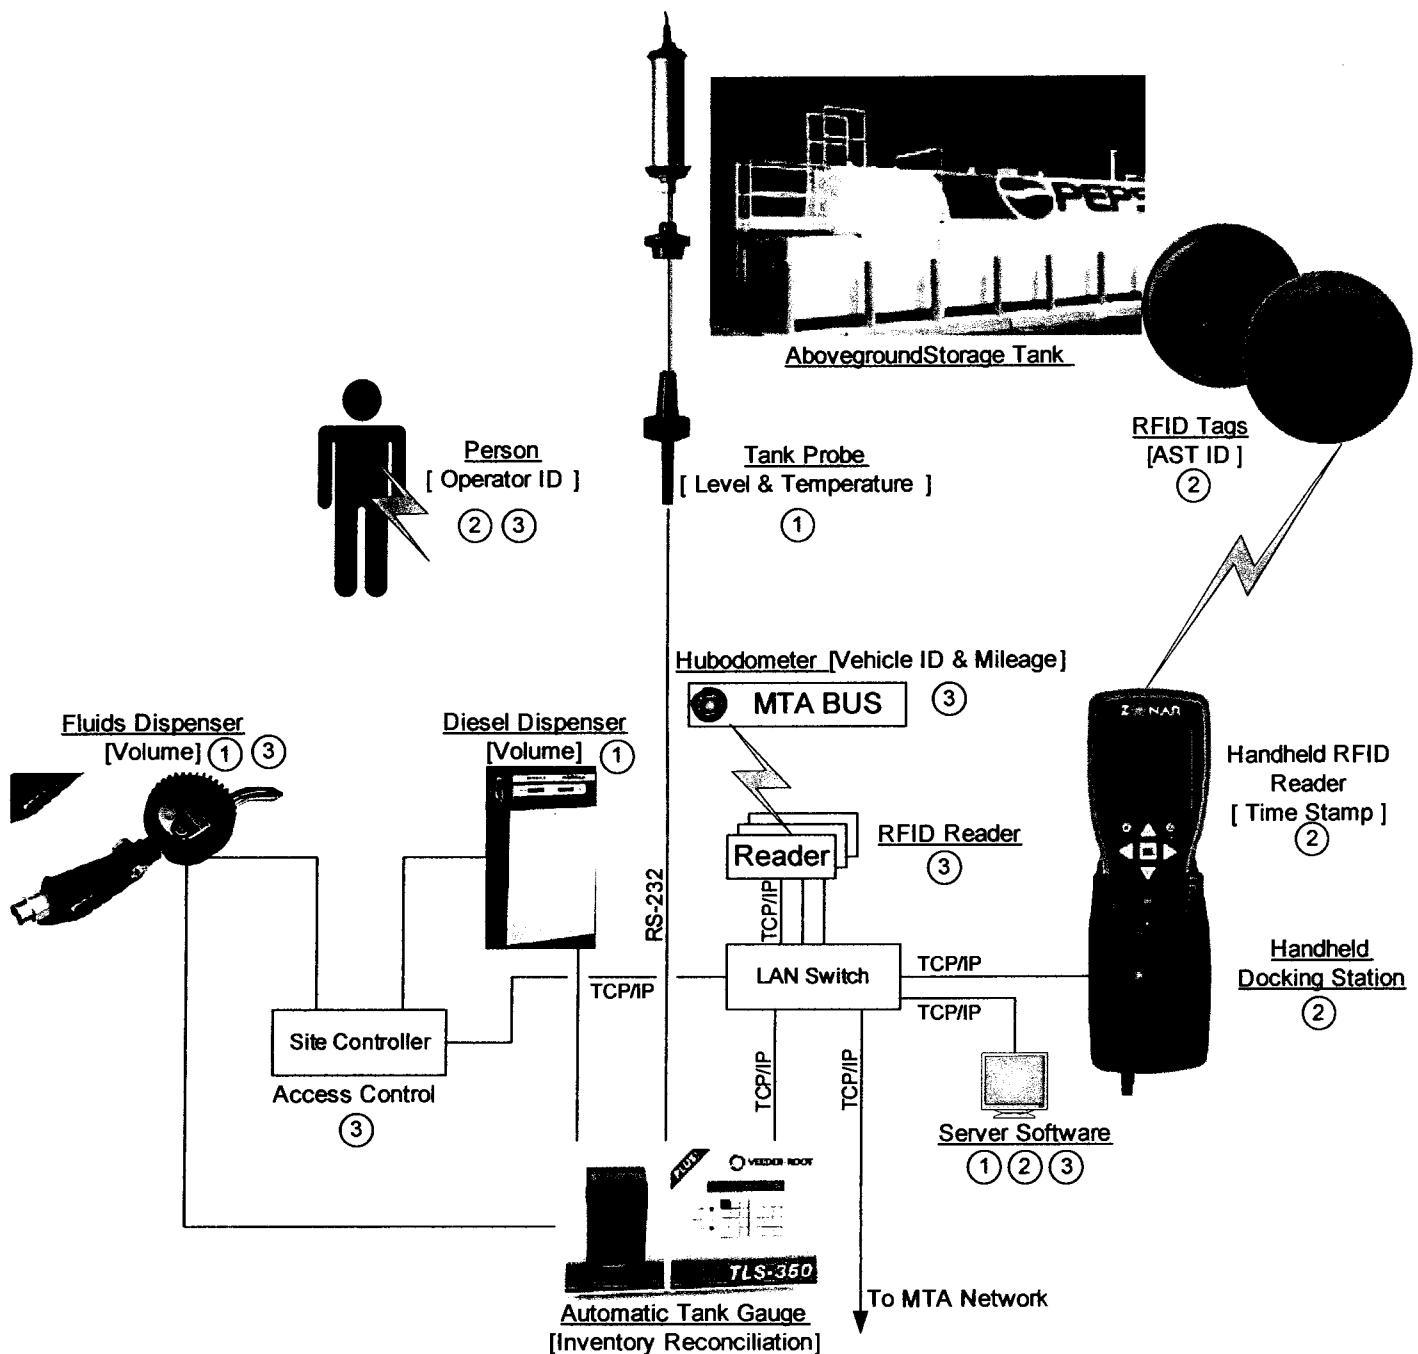 PEPS
AbovegroundStorage Tank
RFID Tags
[AST ID ]
2
Person
[ Operator ID ]
2 3
Tank Probe
[ Level & Temperature ]
1
Hubodometer [Vehicle ID & Mileage]
3
MTA BUS
ZONAR
Fluids Dispenser
[Volume] 1 3
Diesel Dispenser
[Volume] 1
Handheld RFID
Reader
[ Time Stamp ]
2
Reader
RFID Reader
3
RS-232
TCP/IP
LAN Switch
TCP/IP
TCP/IP
TCP/IP
Handheld
Docking Station
2
Site Controller
Access Control
3
TCP/IP
TCP/IP
Server Software
1 2 3
PLUS
VEEDER-ROOT
TLS-350
Automatic Tank Gauge
[Inventory Reconciliation]
To MTA Network